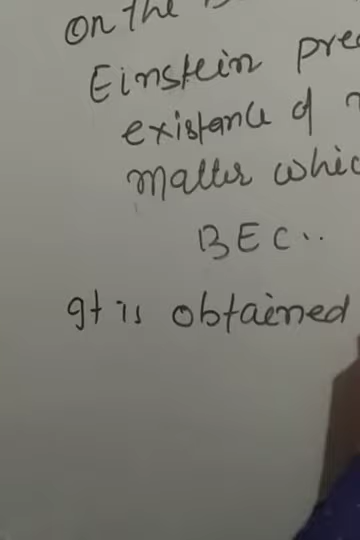 on the
Einstein pre
existance of
matter whic
BEC..
It is obtained